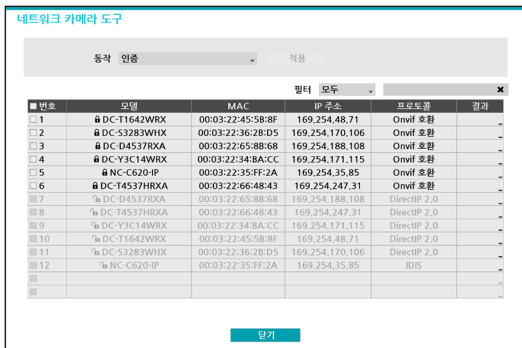 네트워크 카메라 도구
동작 인증 적용
필터 모두
번호 모델 MAC IP 주소 프로토콜 결과
1 DC-T1642WRX 00:03:22:45:5B:8F 169,254,48,71 Onvif 호환
2 DC-S3283WHX 00:03:22:36:2B:D5 169,254,170,106 Onvif 호환
3 DC-D4537RXA 00:03:22:65:8B:68 169,254,188,108 Onvif 호환
4 DC-Y3C14WRX 00:03:22:34:BA:CC 169,254,171,115 Onvif 호환
5 NC-C620-IP 00:03:22:35:FF:2A 169,254,35,85 Onvif 호환
6 DC-T4537HRXA 00:03:22:66:48:43 169,254,247,31 Onvif 호환
7 DC-D4537RXA 00:03:22:65:8B:68 169,254,188,108 DirectIP 2,0
8 DC-T4537HRXA 00:03:22:66:48:43 169,254,247,31 DirectIP 2,0
9 DC-Y3C14WRX 00:03:22:34:BA:CC 169,254,171,115 DirectIP 2,0
10 DC-T1642WRX 00:03:22:45:5B:8F 169,254,48,71 DirectIP 2,0
11 DC-S3283WHX 00:03:22:36:2B:D5 169,254,170,106 DirectIP 2,0
12 NC-C620-IP 00:03:22:35:FF:2A 169,254,35,85 IDIS
닫기